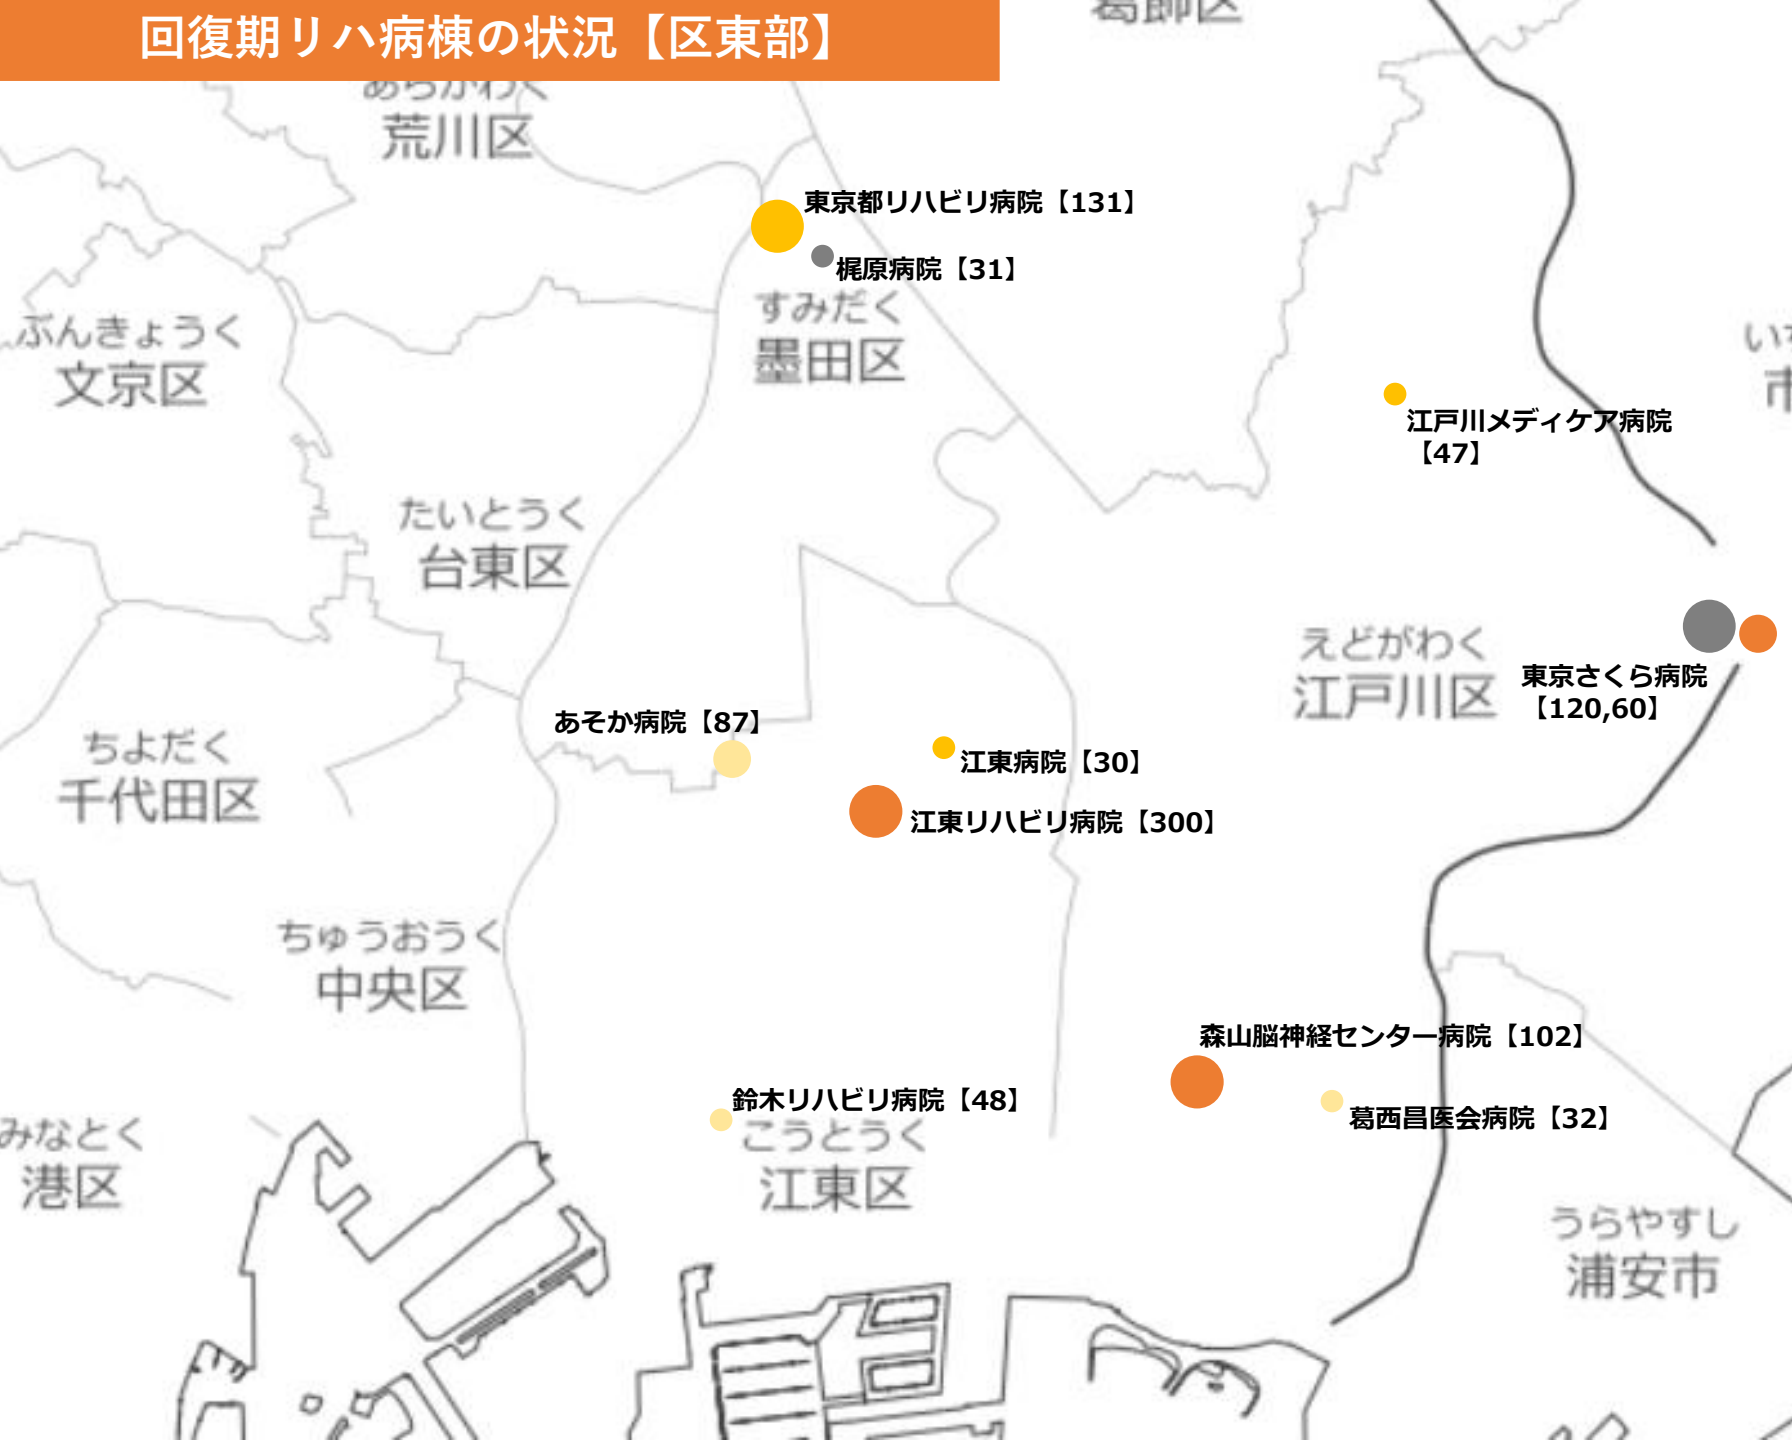 回復期リハ病棟の状況【区東部】
葛飾区
あらかわく
荒川区
東京都リハビリ病院【131】
梶原病院【31】
すみだく
墨田区
ぶんきょうく
文京区
い
市
江戸川メディケア病院
【47】
たいとうく
台東区
えどがわく
江戸川区
東京さくら病院
【120,60】
あそか病院【87】
ちよだく
千代田区
江東病院【30】
江東リハビリ病院【300】
ちゅうおうく
中央区
森山脳神経センター病院【102】
鈴木リハビリ病院【48】
葛西昌医会病院【32】
こうとうく
江東区
みなとく
港区
うらやすし
浦安市